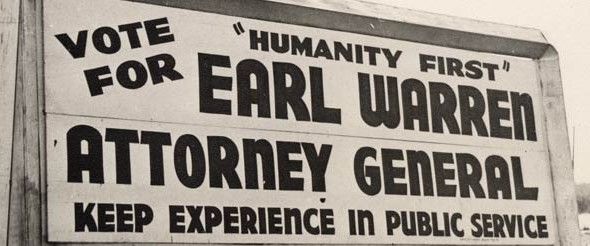 VOTE
FOR
"HUMANITY FIRST"
EARL WARREN
ATTORNEY GENERAL
KEEP EXPERIENCE IN PUBLIC SERVICE